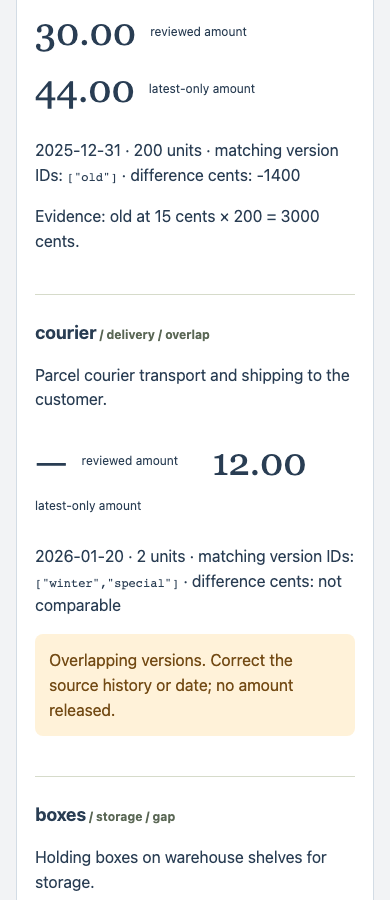 30.00 reviewed amount
44.00 latest-only amount
2025-12-31 · 200 units · matching version
IDs: ["old"] · difference cents: -1400
Evidence: old at 15 cents × 200 = 3000
cents.
courier / delivery / overlap
Parcel courier transport and shipping to the
customer.
— reviewed amount 12.00
latest-only amount
2026-01-20 · 2 units · matching version IDs:
["winter","special"] · difference cents: not
comparable
Overlapping versions. Correct the
source history or date; no amount
released.
boxes / storage / gap
Holding boxes on warehouse shelves for
storage.